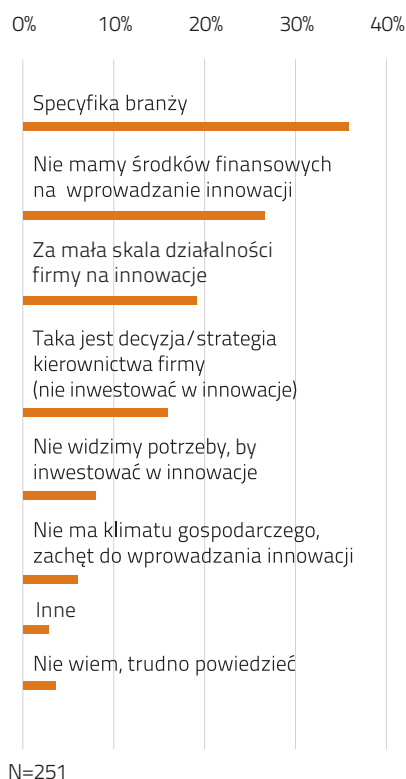 0% 10% 20% 30% 40%
Specyfika branży
Nie mamy środków finansowych
na wprowadzanie innowacji
Za mała skala działalności
firmy na innowacje
Taka jest decyzja/strategia
kierownictwa firmy
(nie inwestować w innowacje)
Nie widzimy potrzeby, by
inwestować w innowacje
Nie ma klimatu gospodarczego,
zachęt do wprowadzania innowacji
Inne
Nie wiem, trudno powiedzieć
N=251